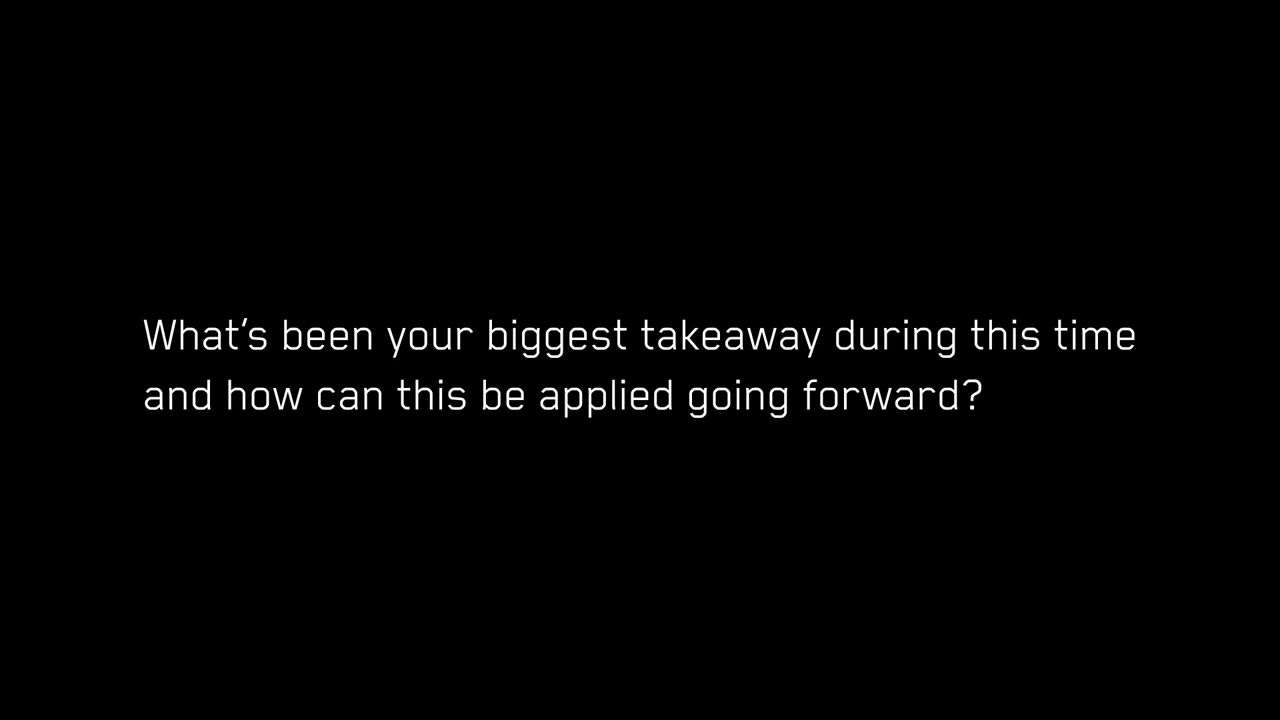 What's been your biggest takeaway during this time
and how can this be applied going forward?